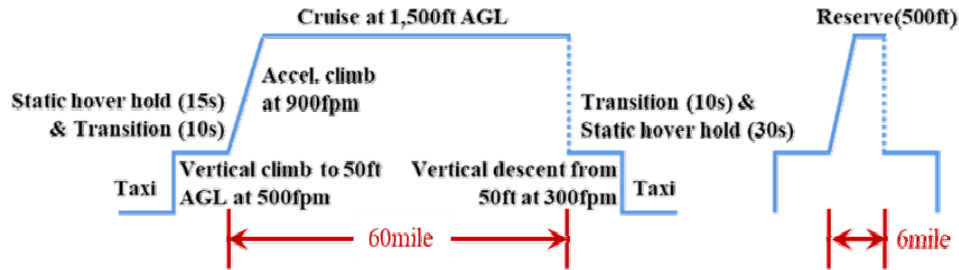 Cruise at 1,500ft AGL
Reserve(500ft)
Accel. climb
at 900fpm
Static hover hold (15s)
& Transition (10s)
Transition (10s) &
Static hover hold (30s)
Taxi
Vertical climb to 50ft
AGL at 500fpm
Vertical descent from
50ft at 300fpm
Taxi
60mile
6mile